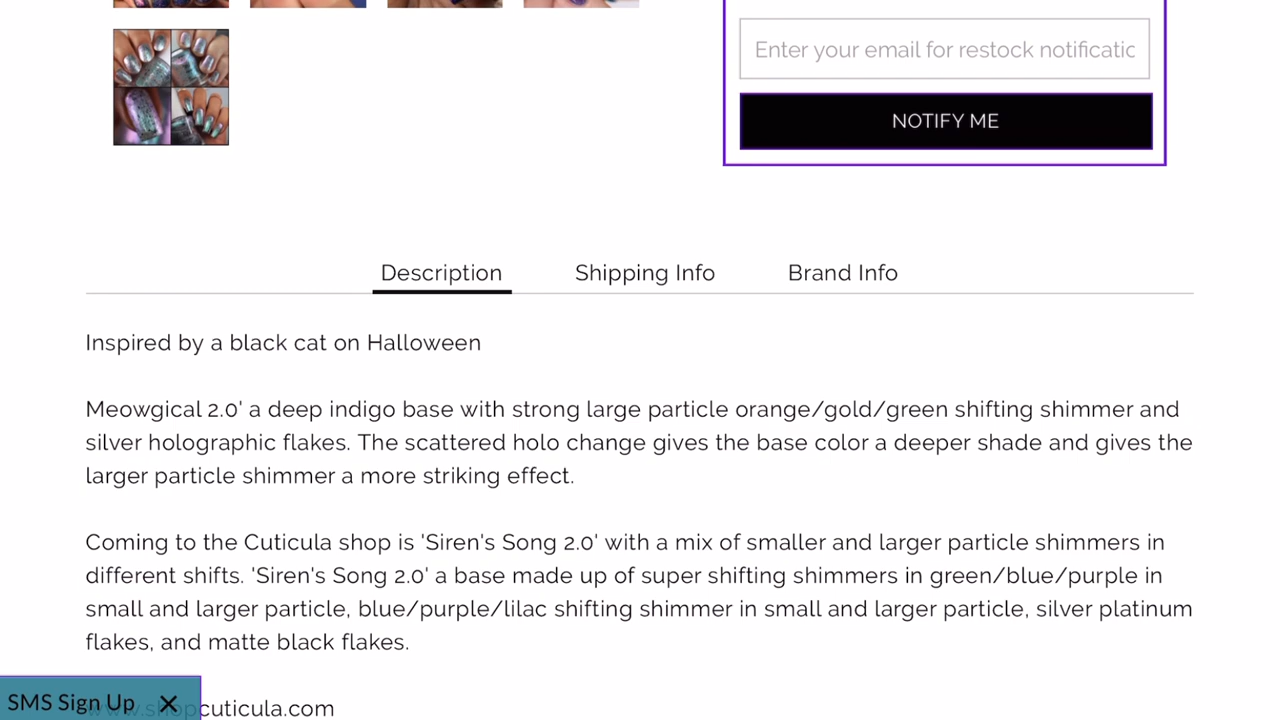 Enter your email for restock notificatic
NOTIFY ME
Description
Shipping Info
Brand Info
Inspired by a black cat on Halloween
Meowgical 2.0' a deep indigo base with strong large particle orange/gold/green shifting shimmer and
silver holographic flakes. The scattered holo change gives the base color a deeper shade and gives the
larger particle shimmer a more striking effect.
Coming to the Cuticula shop is 'Siren's Song 2.0' with a mix of smaller and larger particle shimmers in
different shifts. 'Siren's Song 2.0' a base made up of super shifting shimmers in green/blue/purple in
small and larger particle, blue/purple/lilac shifting shimmer in small and larger particle, silver platinum
flakes, and matte black flakes.
SMS Sign Up ✕
www.shopcuticula.com